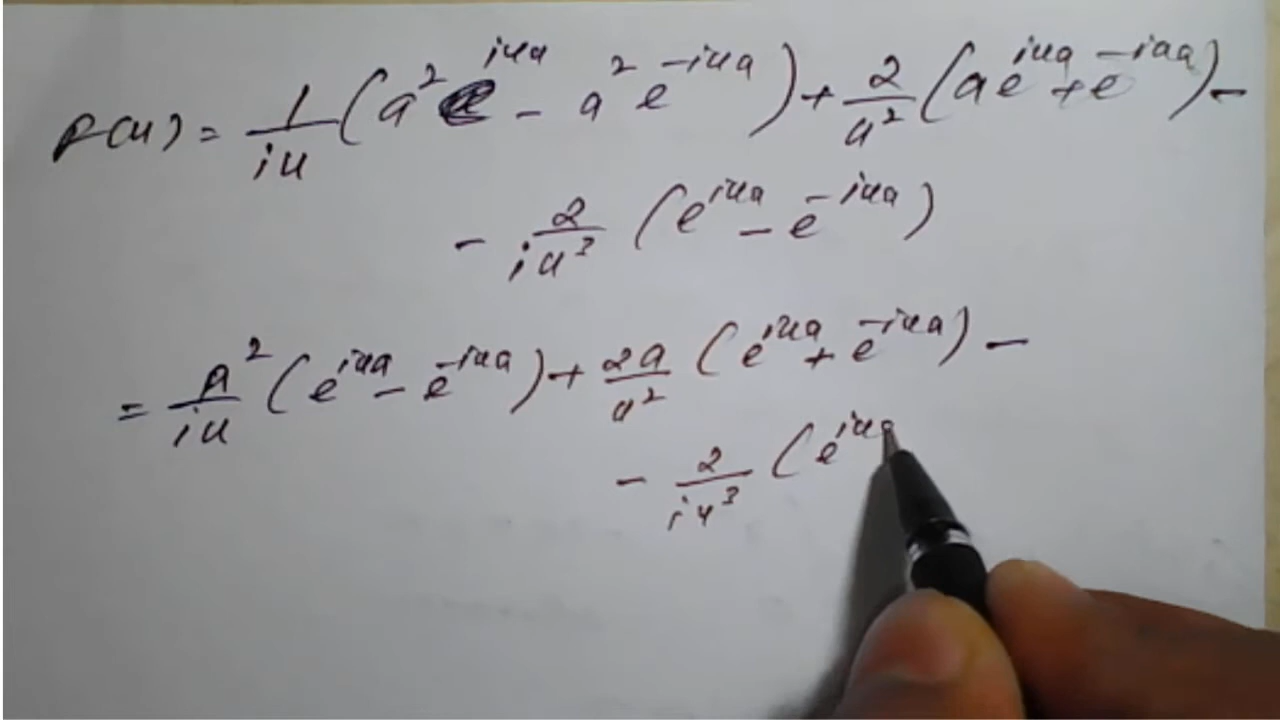 F(u) = 1/iu (a² e^iua - a² e^-iua) + 2/u² (a e^iua + e^-iaa) -
- 2/iu³ (e^iua - e^-iua)
= a²/iu (e^iua - e^-iua) + 2a/u² (e^iua + e^-iua) -
- 2/iu³ (e^iua